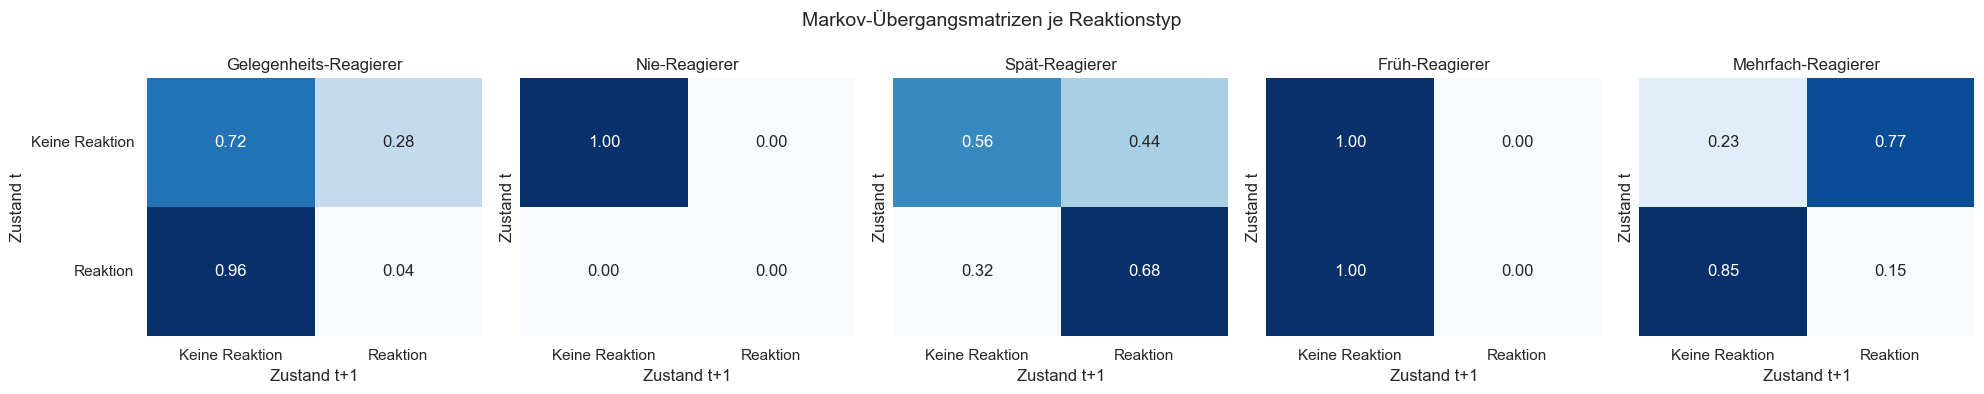 Markov-Übergangsmatrizen je Reaktionstyp
Gelegenheits-Reagierer
Nie-Reagierer
Spät-Reagierer
Früh-Reagierer
Mehrfach-Reagierer
Zustand t
Keine Reaktion
0.72
0.28
Reaktion
0.96
0.04
Keine Reaktion
Reaktion
Zustand t+1
Zustand t
1.00
0.00
0.00
0.00
Keine Reaktion
Reaktion
Zustand t+1
Zustand t
0.56
0.44
0.32
0.68
Keine Reaktion
Reaktion
Zustand t+1
Zustand t
1.00
0.00
1.00
0.00
Keine Reaktion
Reaktion
Zustand t+1
Zustand t
0.23
0.77
0.85
0.15
Keine Reaktion
Reaktion
Zustand t+1